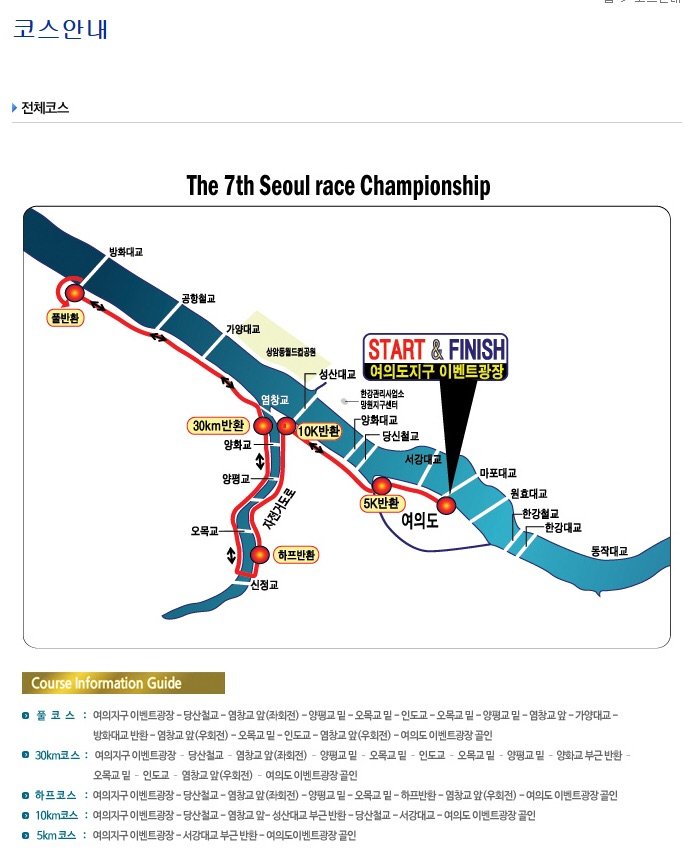 코스안내
전체코스
The 7th Seoul race Championship
방화대교
공항철교
풀반환
가양대교
상암동월드컵공원
START & FINISH
여의도지구 이벤트광장
성산대교
염창교
한강관리사업소
망원지구센터
30km반환
10K반환
양화대교
당신철교
양화교
서강대교
마포대교
양평교
5K반환
여의도
원효대교
자전거도로
한강철교
한강대교
오목교
하프반환
동작대교
신정교
Course Information Guide
풀 코 스 : 여의지구 이벤트광장 - 당산철교 - 염창교 앞(좌회전) - 양평교 밑 - 오목교 밑 - 인도교 - 오목교 밑 - 양평교 밑 - 염창교 앞 - 가양대교 -
방화대교 반환 - 염창교 앞(우회전) - 오목교 밑 - 인도교 - 염창교 앞(우회전) - 여의도 이벤트광장 골인
30km코스 : 여의지구 이벤트광장 - 당산철교 - 염창교 앞(좌회전) - 양평교 밑 - 오목교 밑 - 인도교 - 오목교 밑 - 양평교 밑 - 양화교 부근 반환 -
오목교 밑 - 인도교 - 염창교 앞(우회전) - 여의도 이벤트광장 골인
하프코스 : 여의지구 이벤트광장 - 당산철교 - 염창교 앞(좌회전) - 양평교 밑 - 오목교 밑 - 하프반환 - 염창교 앞(우회전) - 여의도 이벤트광장 골인
10km코스 : 여의지구 이벤트광장 - 당산철교 - 염창교 앞- 성산대교 부근 반환 - 당산철교 - 서강대교 - 여의도 이벤트광장 골인
5km코스 : 여의지구 이벤트광장 - 서강대교 부근 반환 - 여의도이벤트광장 골인